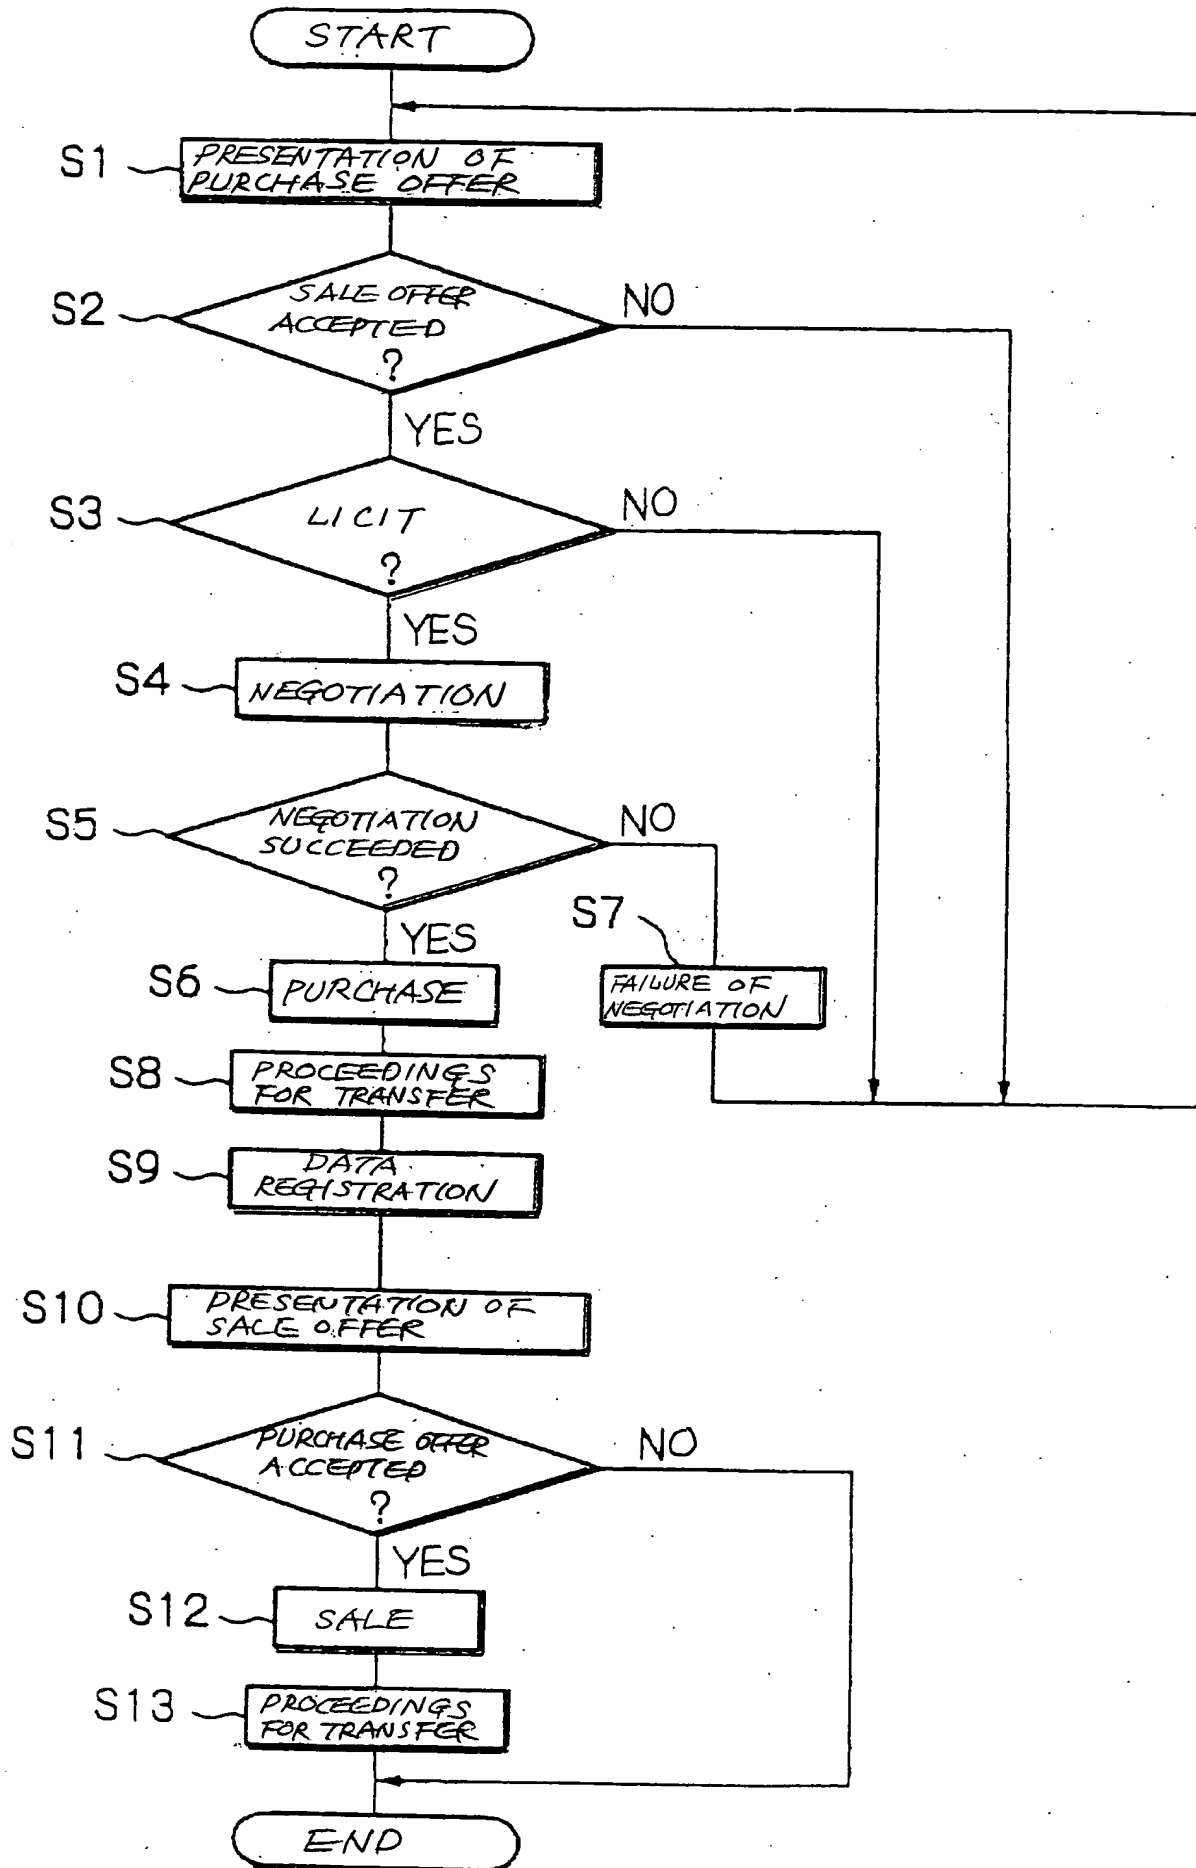 START
S1
PRESENTATION OF
PURCHASE OFFER
S2
SALE OFFER
ACCEPTED
?
NO
YES
S3
LICIT
?
NO
YES
S4
NEGOTIATION
S5
NEGOTIATION
SUCCEEDED
?
NO
YES
S7
FAILURE OF
NEGOTIATION
S6
PURCHASE
S8
PROCEEDINGS
FOR TRANSFER
S9
DATA
REGISTRATION
S10
PRESENTATION OF
SALE OFFER
S11
PURCHASE OFFER
ACCEPTED
?
NO
YES
S12
SALE
S13
PROCEEDINGS
FOR TRANSFER
END